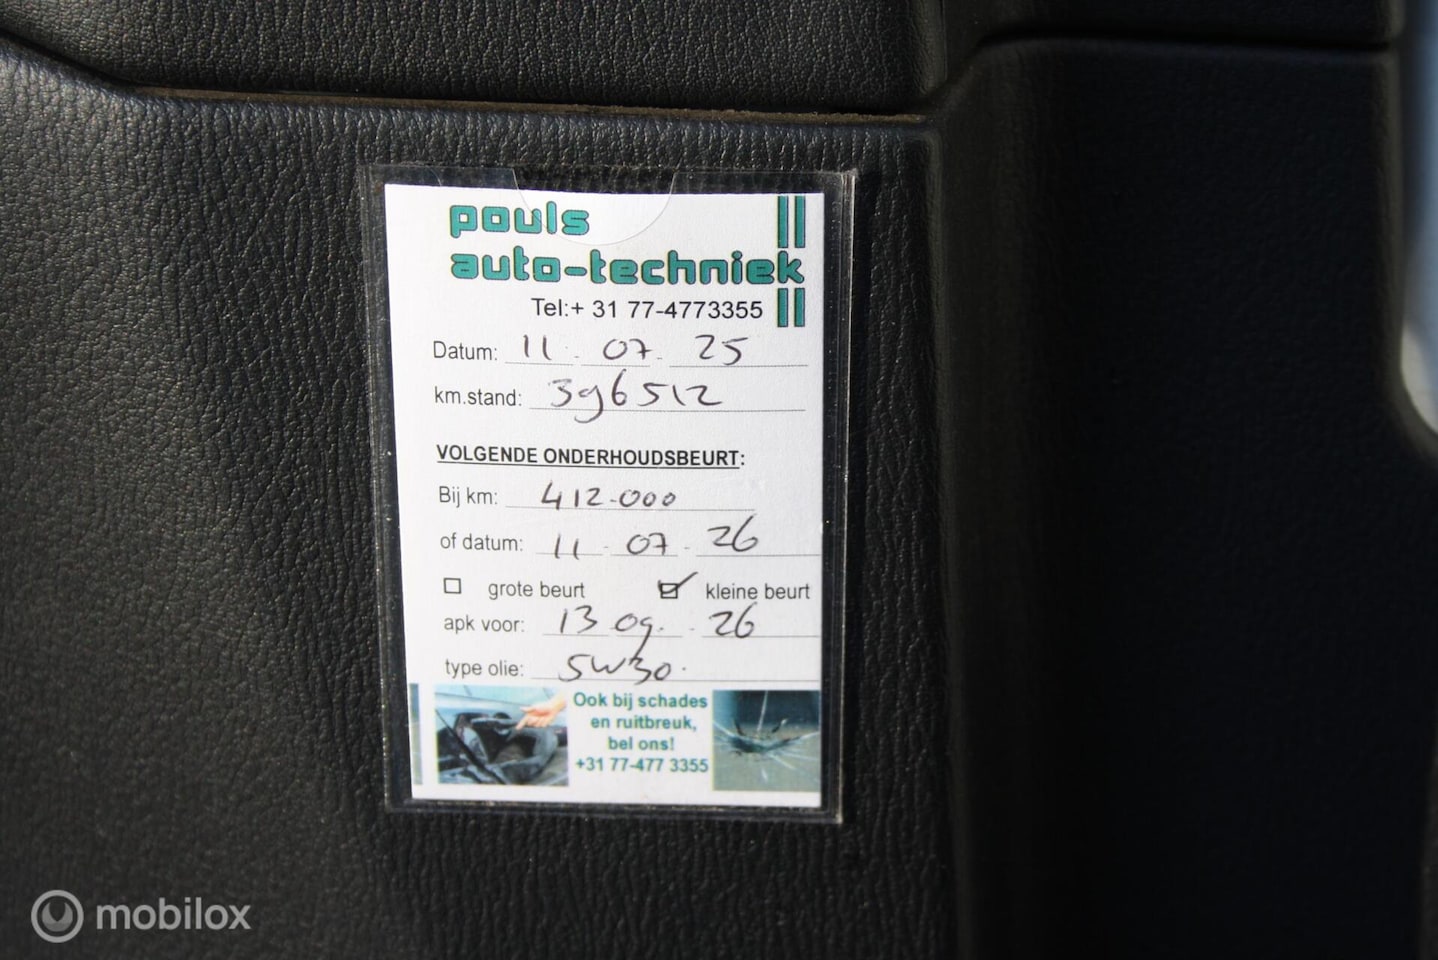 pouls
auto-techniek
Tel:+ 31 77-4773355
Datum: 11 - 07 - 25
km.stand: 396512
VOLGENDE ONDERHOUDSBEURT:
Bij km: 412.000
of datum: 11 - 07 - 26
grote beurt kleine beurt
apk voor: 13 09 - 26
type olie: 5W30.
Ook bij schades
en ruitbreuk,
bel ons!
+31 77-477 3355
mobilox